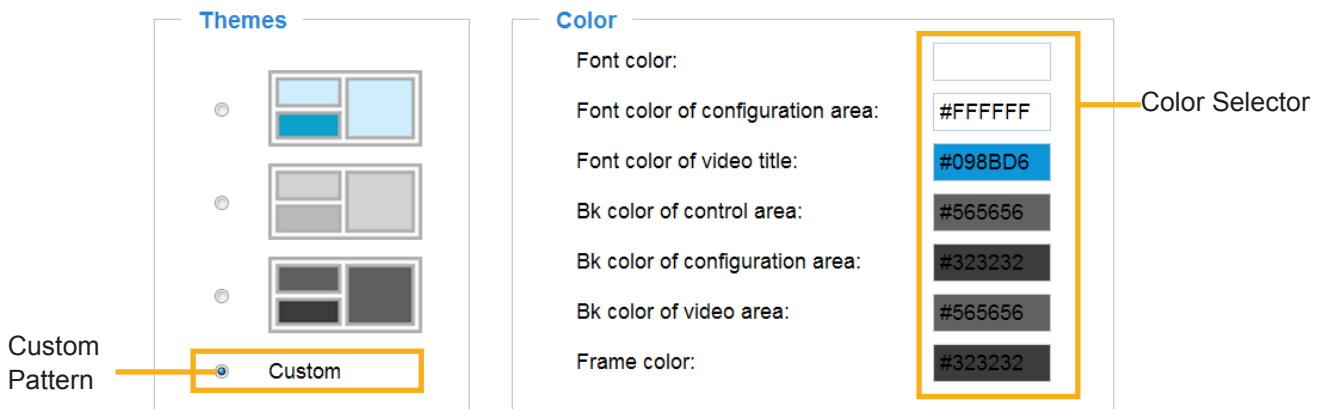 Themes
Custom
Custom
Pattern
Color
Font color:
Font color of configuration area: #FFFFFF
Font color of video title: #098BD6
Bk color of control area: #565656
Bk color of configuration area: #323232
Bk color of video area: #565656
Frame color: #323232
Color Selector